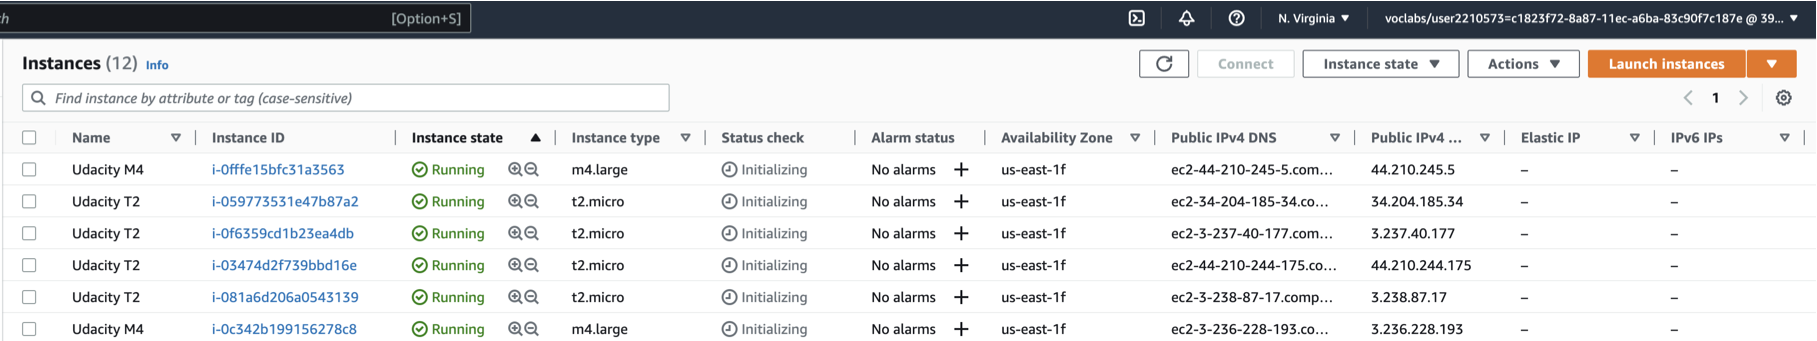 [Option+S] N. Virginia voclabs/user2210573=c1823f72-8a87-11ec-a6ba-83c90f7c187e @ 39...
Instances (12) Info Connect Instance state Actions Launch instances
Find instance by attribute or tag (case-sensitive) 1
Name Instance ID Instance state Instance type Status check Alarm status Availability Zone Public IPv4 DNS Public IPv4 ... Elastic IP IPv6 IPs
Udacity M4 i-0fffe15bfc31a3563 Running m4.large Initializing No alarms + us-east-1f ec2-44-210-245-5.com... 44.210.245.5 – –
Udacity T2 i-059773531e47b87a2 Running t2.micro Initializing No alarms + us-east-1f ec2-34-204-185-34.co... 34.204.185.34 – –
Udacity T2 i-0f6359cd1b23ea4db Running t2.micro Initializing No alarms + us-east-1f ec2-3-237-40-177.com... 3.237.40.177 – –
Udacity T2 i-03474d2f739bbd16e Running t2.micro Initializing No alarms + us-east-1f ec2-44-210-244-175.co... 44.210.244.175 – –
Udacity T2 i-081a6d206a0543139 Running t2.micro Initializing No alarms + us-east-1f ec2-3-238-87-17.comp... 3.238.87.17 – –
Udacity M4 i-0c342b199156278c8 Running m4.large Initializing No alarms + us-east-1f ec2-3-236-228-193.co... 3.236.228.193 – –